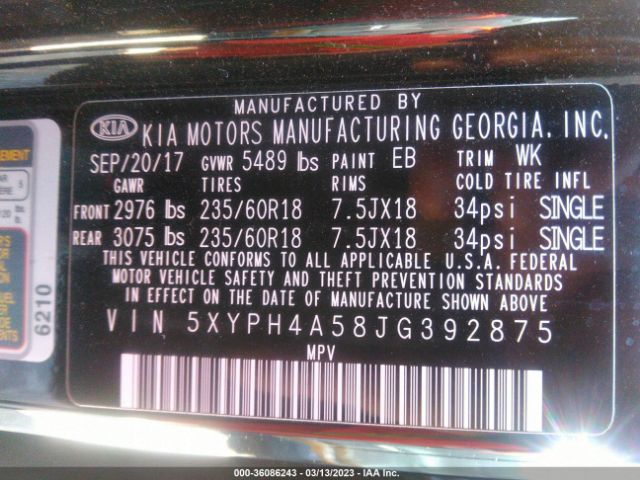 MANUFACTURED BY
KIA KIA MOTORS MANUFACTURING GEORGIA, INC.
SEP/20/17 GVWR 5489 lbs PAINT EB TRIM WK
GAWR TIRES RIMS COLD TIRE INFL
FRONT 2976 lbs 235/60R18 7.5JX18 34psi SINGLE
REAR 3075 lbs 235/60R18 7.5JX18 34psi SINGLE
THIS VEHICLE CONFORMS TO ALL APPLICABLE U.S.A. FEDERAL
MOTOR VEHICLE SAFETY AND THEFT PREVENTION STANDARDS
IN EFFECT ON THE DATE OF MANUFACTURE SHOWN ABOVE.
VIN 5XYPH4A58JG392875
MPV
6210
000-36086243 - 03/13/2023 - IAA Inc.